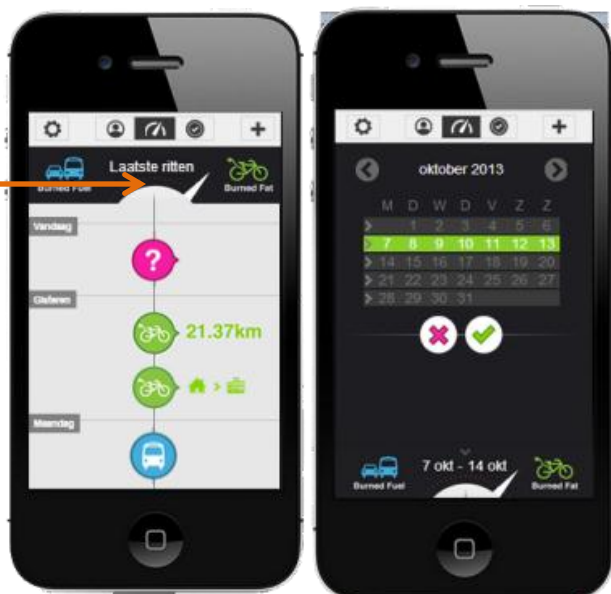 Laatste ritten
Burned Fuel
Burned Fat
Vandaag
?
Gisteren
21.37km
>
Maandag
oktober 2013
M D W D V Z Z
> 1 2 3 4 5 6
> 7 8 9 10 11 12 13
> 14 15 16 17 18 19 20
> 21 22 23 24 25 26 27
> 28 29 30 31
7 okt - 14 okt
Burned Fuel
Burned Fat